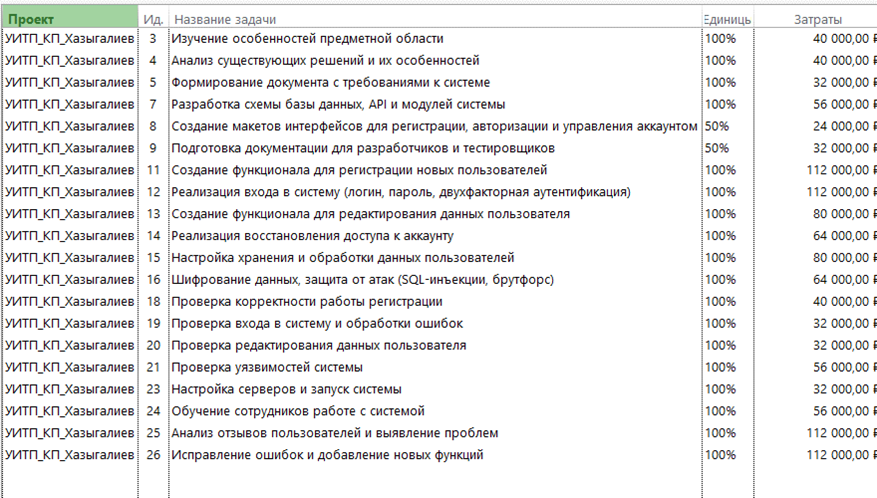 Проект Ид. Название задачи Единиць Затраты
УИТП_КП_Хазыгалиев 3 Изучение особенностей предметной области 100% 40 000,00 ₽
УИТП_КП_Хазыгалиев 4 Анализ существующих решений и их особенностей 100% 40 000,00 ₽
УИТП_КП_Хазыгалиев 5 Формирование документа с требованиями к системе 100% 32 000,00 ₽
УИТП_КП_Хазыгалиев 7 Разработка схемы базы данных, API и модулей системы 100% 56 000,00 ₽
УИТП_КП_Хазыгалиев 8 Создание макетов интерфейсов для регистрации, авторизации и управления аккаунтом 50% 24 000,00 ₽
УИТП_КП_Хазыгалиев 9 Подготовка документации для разработчиков и тестировщиков 50% 32 000,00 ₽
УИТП_КП_Хазыгалиев 11 Создание функционала для регистрации новых пользователей 100% 112 000,00 ₽
УИТП_КП_Хазыгалиев 12 Реализация входа в систему (логин, пароль, двухфакторная аутентификация) 100% 112 000,00 ₽
УИТП_КП_Хазыгалиев 13 Создание функционала для редактирования данных пользователя 100% 80 000,00 ₽
УИТП_КП_Хазыгалиев 14 Реализация восстановления доступа к аккаунту 100% 64 000,00 ₽
УИТП_КП_Хазыгалиев 15 Настройка хранения и обработки данных пользователей 100% 80 000,00 ₽
УИТП_КП_Хазыгалиев 16 Шифрование данных, защита от атак (SQL-инъекции, брутфорс) 100% 64 000,00 ₽
УИТП_КП_Хазыгалиев 18 Проверка корректности работы регистрации 100% 40 000,00 ₽
УИТП_КП_Хазыгалиев 19 Проверка входа в систему и обработки ошибок 100% 32 000,00 ₽
УИТП_КП_Хазыгалиев 20 Проверка редактирования данных пользователя 100% 32 000,00 ₽
УИТП_КП_Хазыгалиев 21 Проверка уязвимостей системы 100% 56 000,00 ₽
УИТП_КП_Хазыгалиев 23 Настройка серверов и запуск системы 100% 32 000,00 ₽
УИТП_КП_Хазыгалиев 24 Обучение сотрудников работе с системой 100% 56 000,00 ₽
УИТП_КП_Хазыгалиев 25 Анализ отзывов пользователей и выявление проблем 100% 112 000,00 ₽
УИТП_КП_Хазыгалиев 26 Исправление ошибок и добавление новых функций 100% 112 000,00 ₽